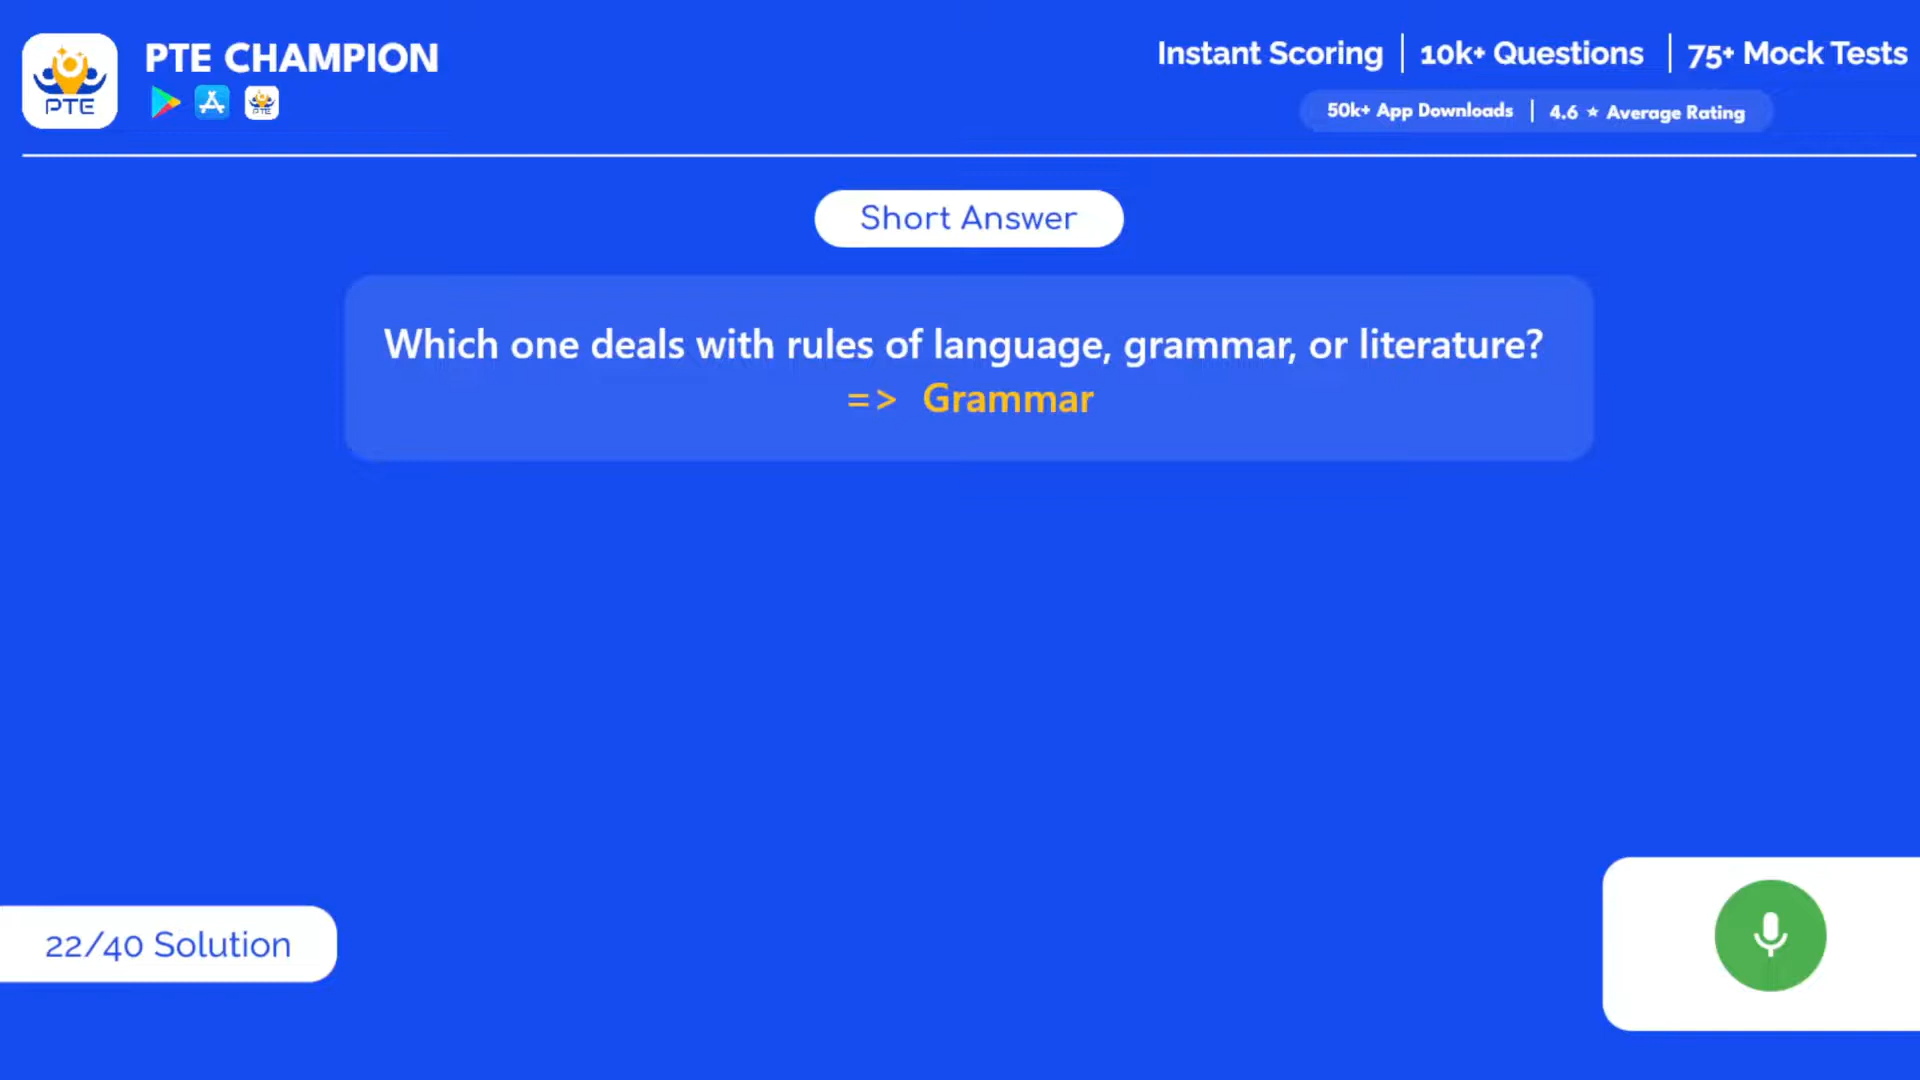 PTE CHAMPION
PTE
PTE
Instant Scoring | 10k+ Questions | 75+ Mock Tests
50k+ App Downloads | 4.6 ★ Average Rating
Short Answer
Which one deals with rules of language, grammar, or literature?
=> Grammar
22/40 Solution